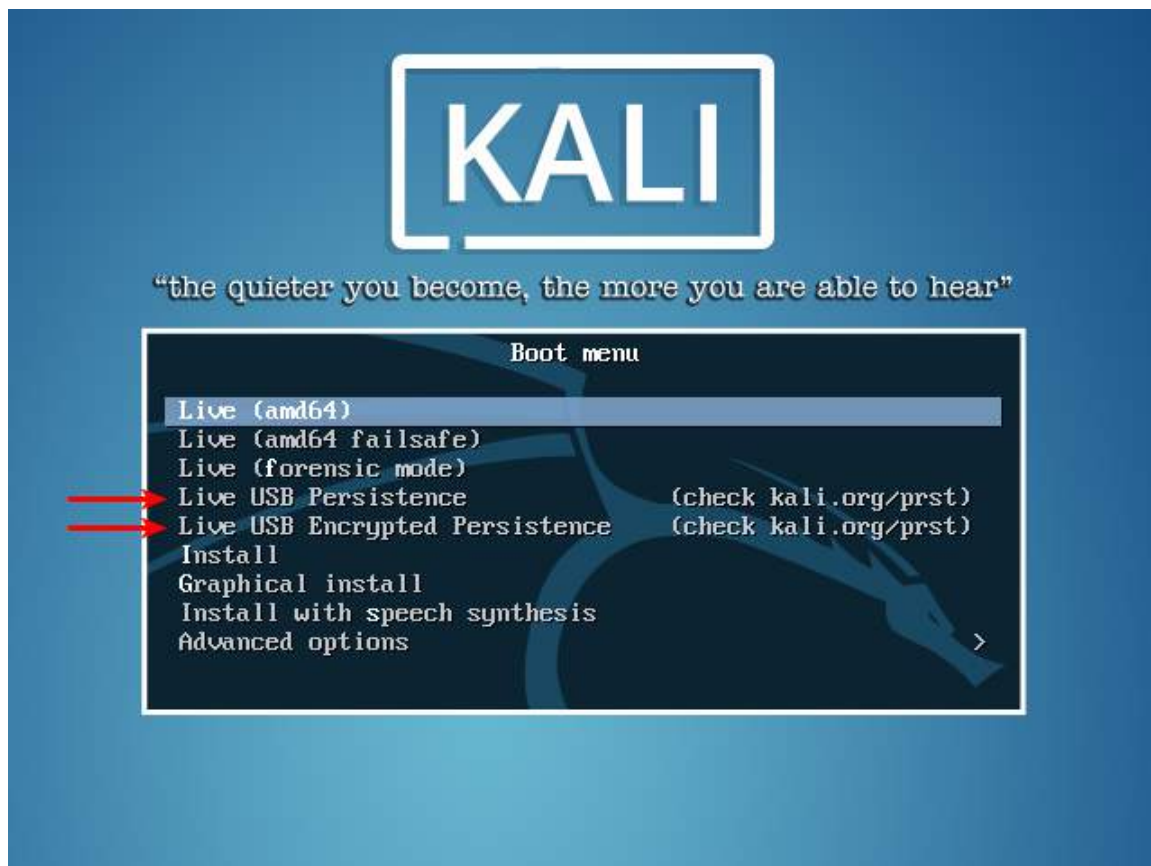 KALI
“the quieter you become, the more you are able to hear”
Boot menu
Live (amd64)
Live (amd64 failsafe)
Live (forensic mode)
Live USB Persistence (check kali.org/prst)
Live USB Encrypted Persistence (check kali.org/prst)
Install
Graphical install
Install with speech synthesis
Advanced options >